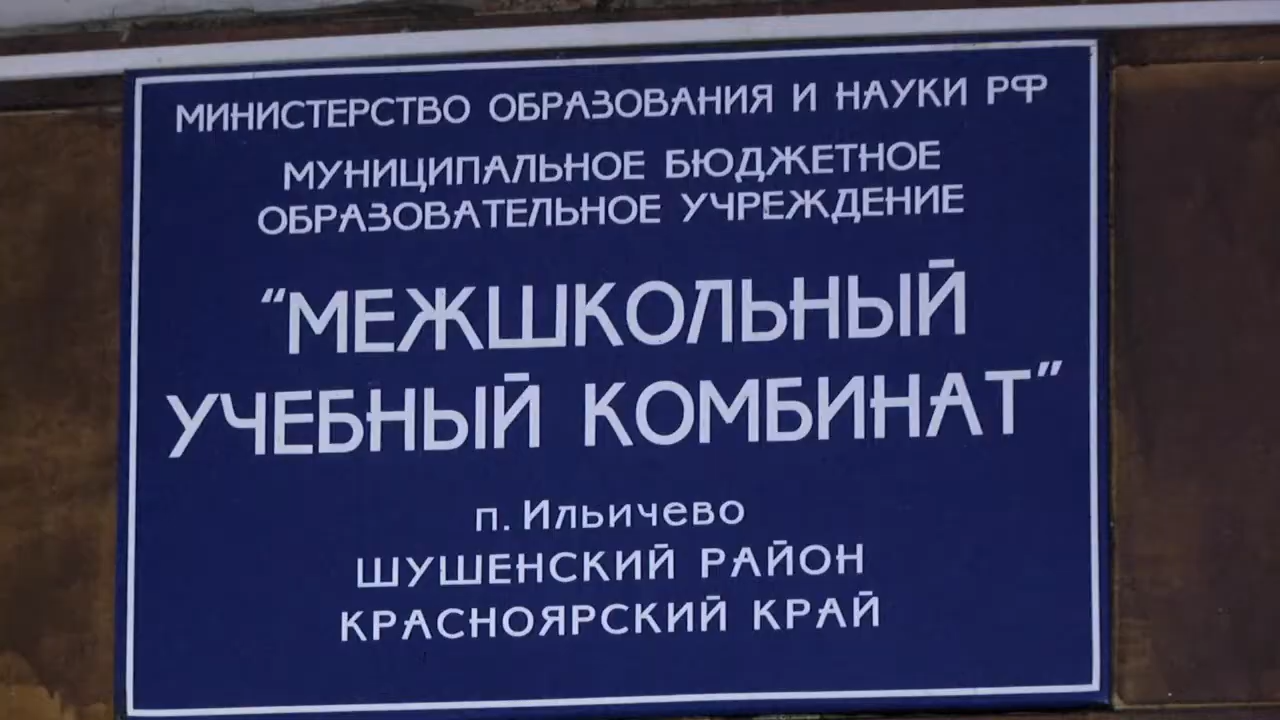 МИНИСТЕРСТВО ОБРАЗОВАНИЯ И НАУКИ РФ
МУНИЦИПАЛЬНОЕ БЮДЖЕТНОЕ
ОБРАЗОВАТЕЛЬНОЕ УЧРЕЖДЕНИЕ
“МЕЖШКОЛЬНЫЙ
УЧЕБНЫЙ КОМБИНАТ”
п. Ильичево
ШУШЕНСКИЙ РАЙОН
КРАСНОЯРСКИЙ КРАЙ